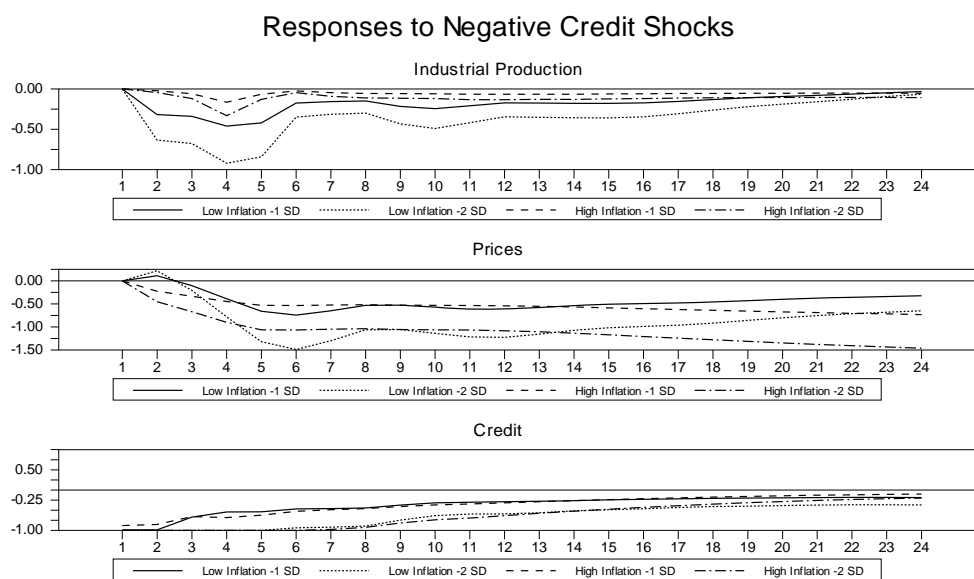 Responses to Negative Credit Shocks
Industrial Production
0.00
-0.50
-1.00
1 2 3 4 5 6 7 8 9 10 11 12 13 14 15 16 17 18 19 20 21 22 23 24
Low Inflation -1 SD Low Inflation -2 SD High Inflation -1 SD High Inflation -2 SD
Prices
0.00
-0.50
-1.00
-1.50
1 2 3 4 5 6 7 8 9 10 11 12 13 14 15 16 17 18 19 20 21 22 23 24
Low Inflation -1 SD Low Inflation -2 SD High Inflation -1 SD High Inflation -2 SD
Credit
0.50
-0.25
-1.00
1 2 3 4 5 6 7 8 9 10 11 12 13 14 15 16 17 18 19 20 21 22 23 24
Low Inflation -1 SD Low Inflation -2 SD High Inflation -1 SD High Inflation -2 SD